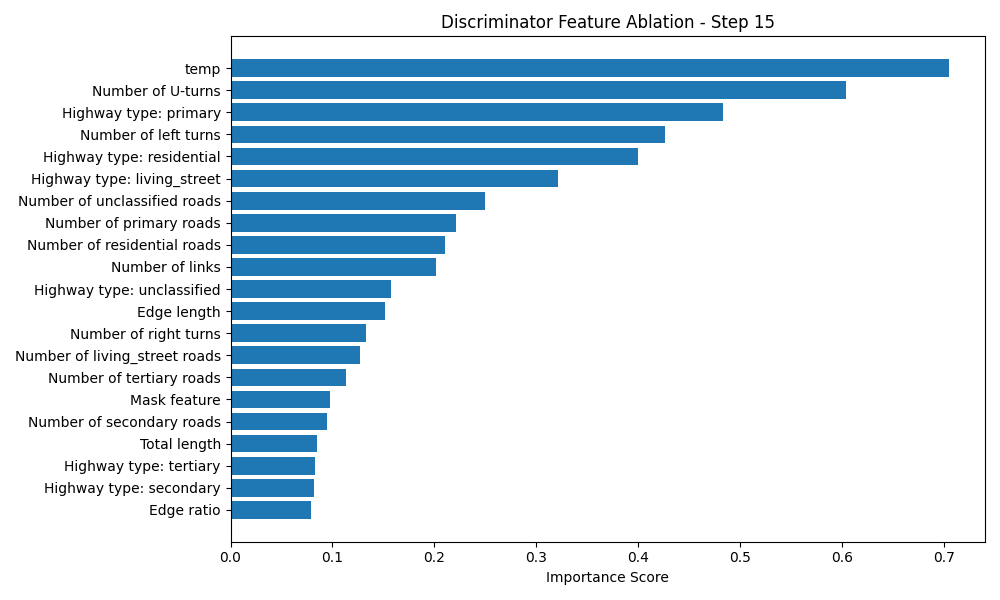 Discriminator Feature Ablation - Step 15
temp
Number of U-turns
Highway type: primary
Number of left turns
Highway type: residential
Highway type: living_street
Number of unclassified roads
Number of primary roads
Number of residential roads
Number of links
Highway type: unclassified
Edge length
Number of right turns
Number of living_street roads
Number of tertiary roads
Mask feature
Number of secondary roads
Total length
Highway type: tertiary
Highway type: secondary
Edge ratio
0.0 0.1 0.2 0.3 0.4 0.5 0.6 0.7
Importance Score